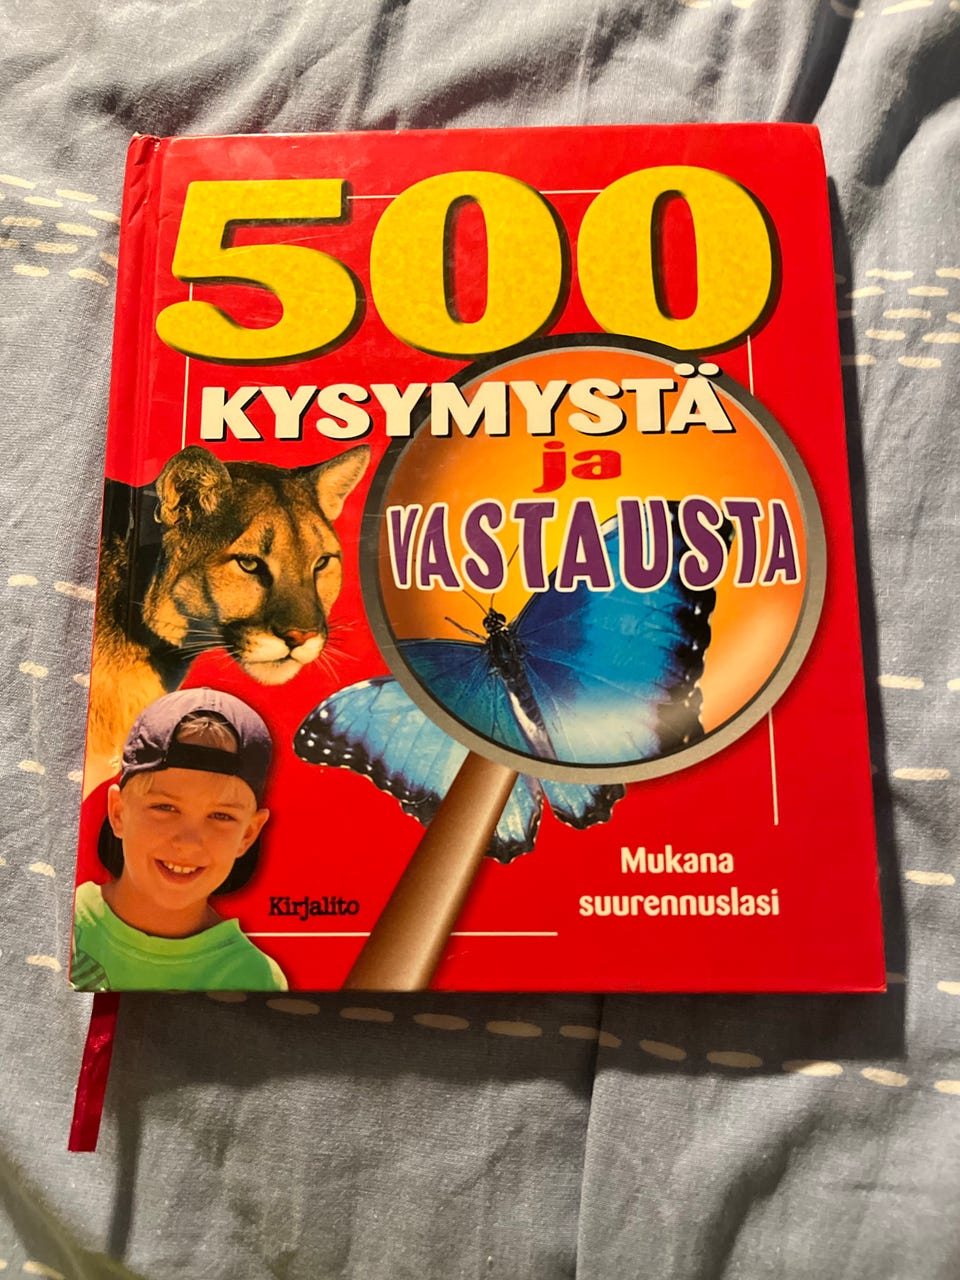 500
KYSYMYSTÄ
ja
VASTAUSTA
Mukana
suurennuslasi
Kirjalito